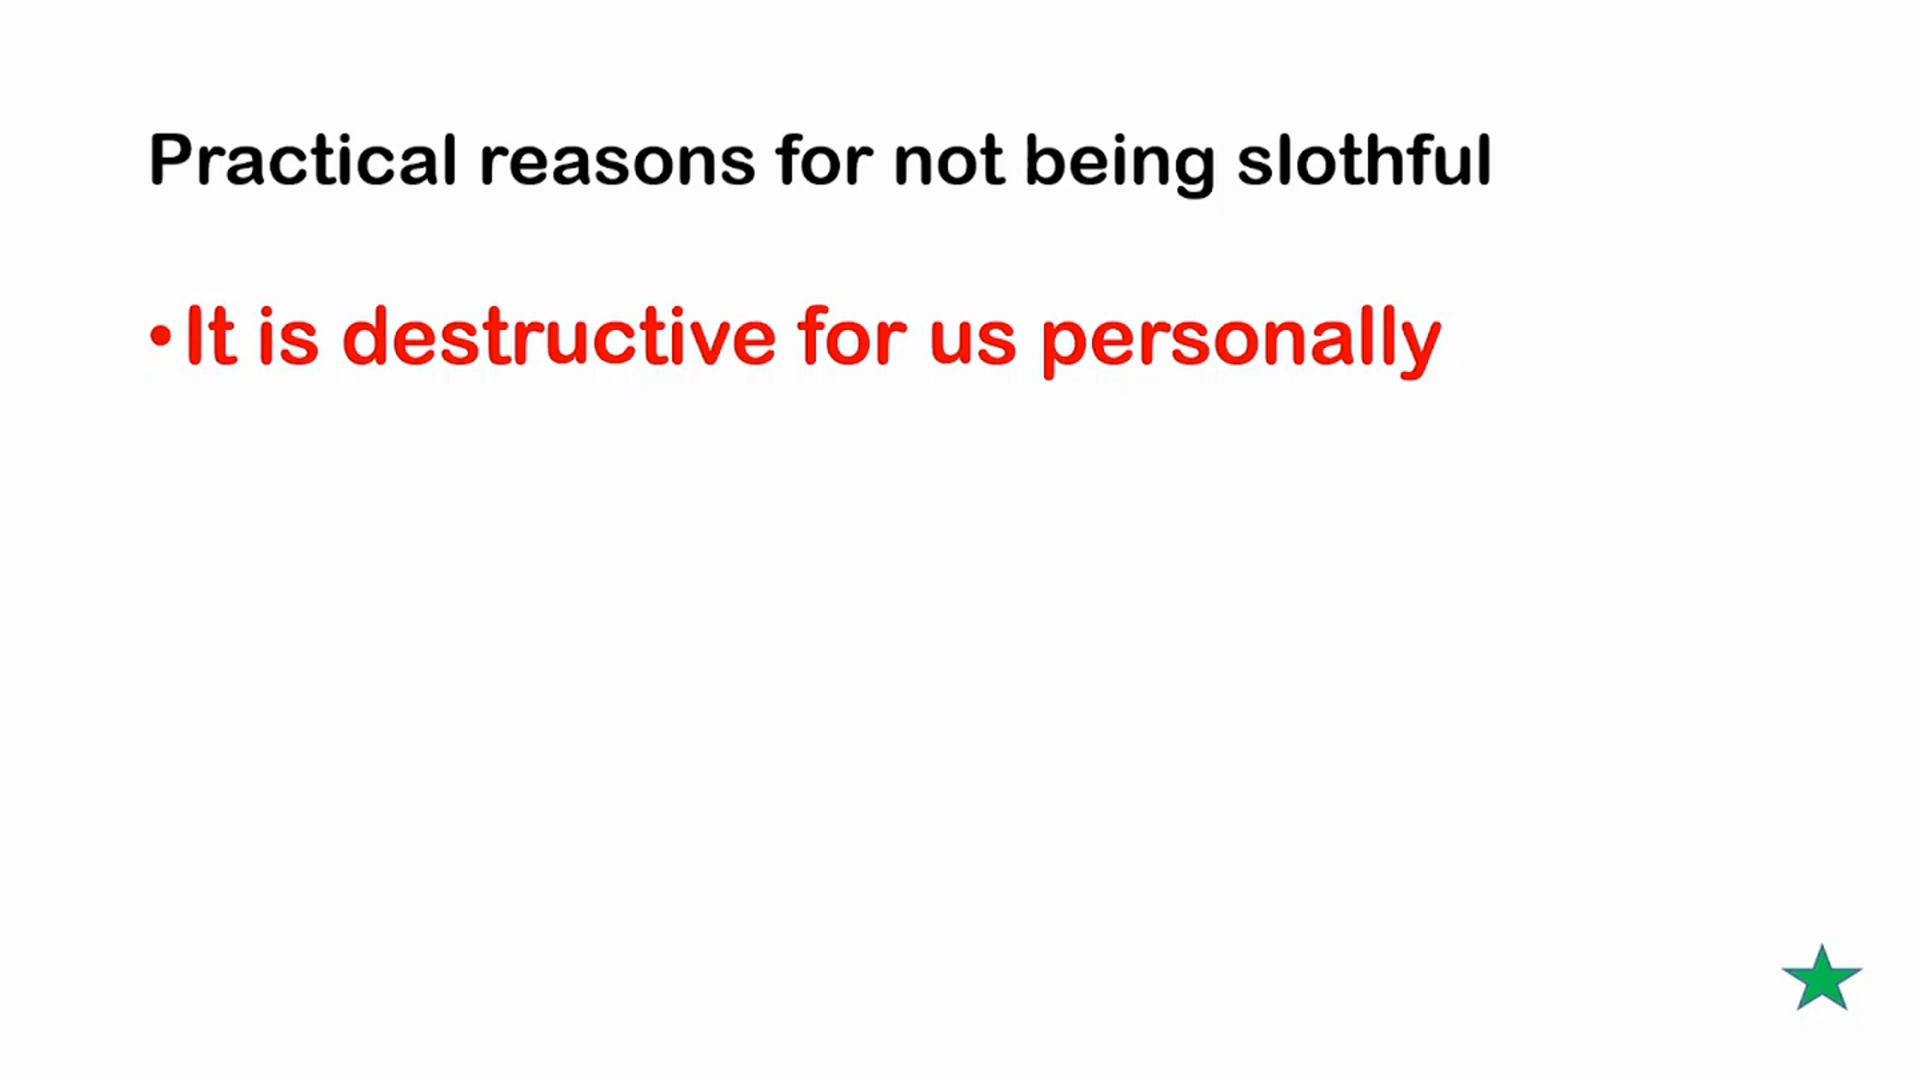 Practical reasons for not being slothful
•It is destructive for us personally